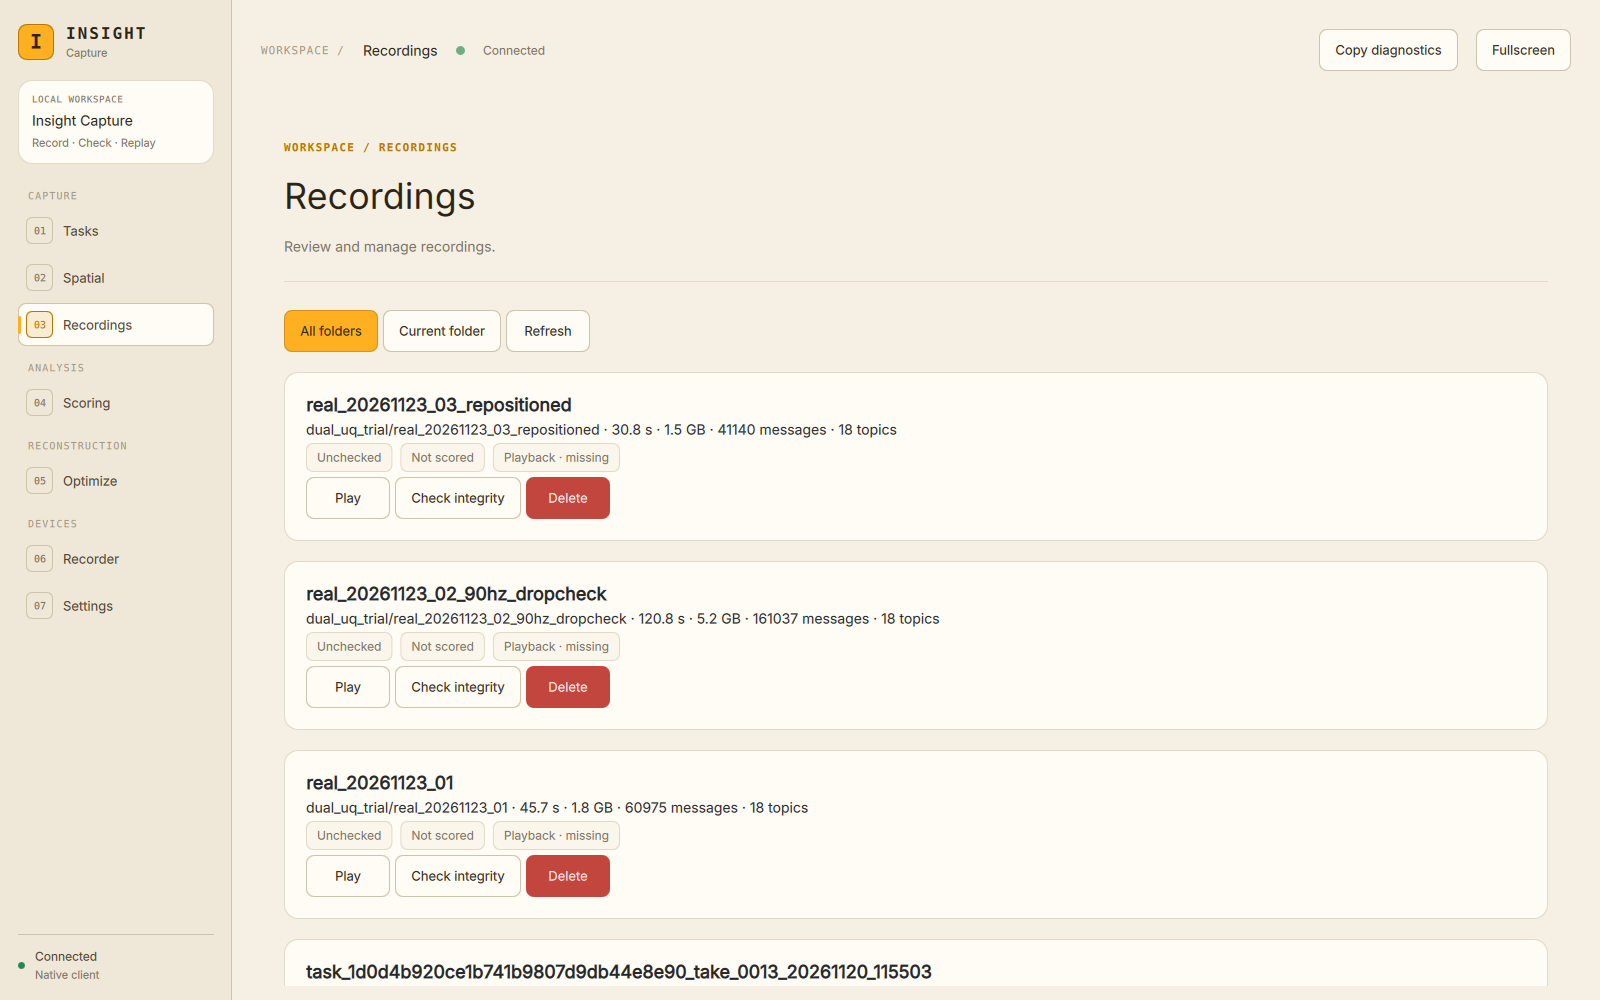 I
INSIGHT
Capture
LOCAL WORKSPACE
Insight Capture
Record · Check · Replay
CAPTURE
01 Tasks
02 Spatial
03 Recordings
ANALYSIS
04 Scoring
RECONSTRUCTION
05 Optimize
DEVICES
06 Recorder
07 Settings
Connected
Native client
WORKSPACE / Recordings Connected
Copy diagnostics Fullscreen
WORKSPACE / RECORDINGS
Recordings
Review and manage recordings.
All folders Current folder Refresh
real_20261123_03_repositioned
dual_uq_trial/real_20261123_03_repositioned · 30.8 s · 1.5 GB · 41140 messages · 18 topics
Unchecked Not scored Playback · missing
Play Check integrity Delete
real_20261123_02_90hz_dropcheck
dual_uq_trial/real_20261123_02_90hz_dropcheck · 120.8 s · 5.2 GB · 161037 messages · 18 topics
Unchecked Not scored Playback · missing
Play Check integrity Delete
real_20261123_01
dual_uq_trial/real_20261123_01 · 45.7 s · 1.8 GB · 60975 messages · 18 topics
Unchecked Not scored Playback · missing
Play Check integrity Delete
task_1d0d4b920ce1b741b9807d9db44e8e90_take_0013_20261120_115503